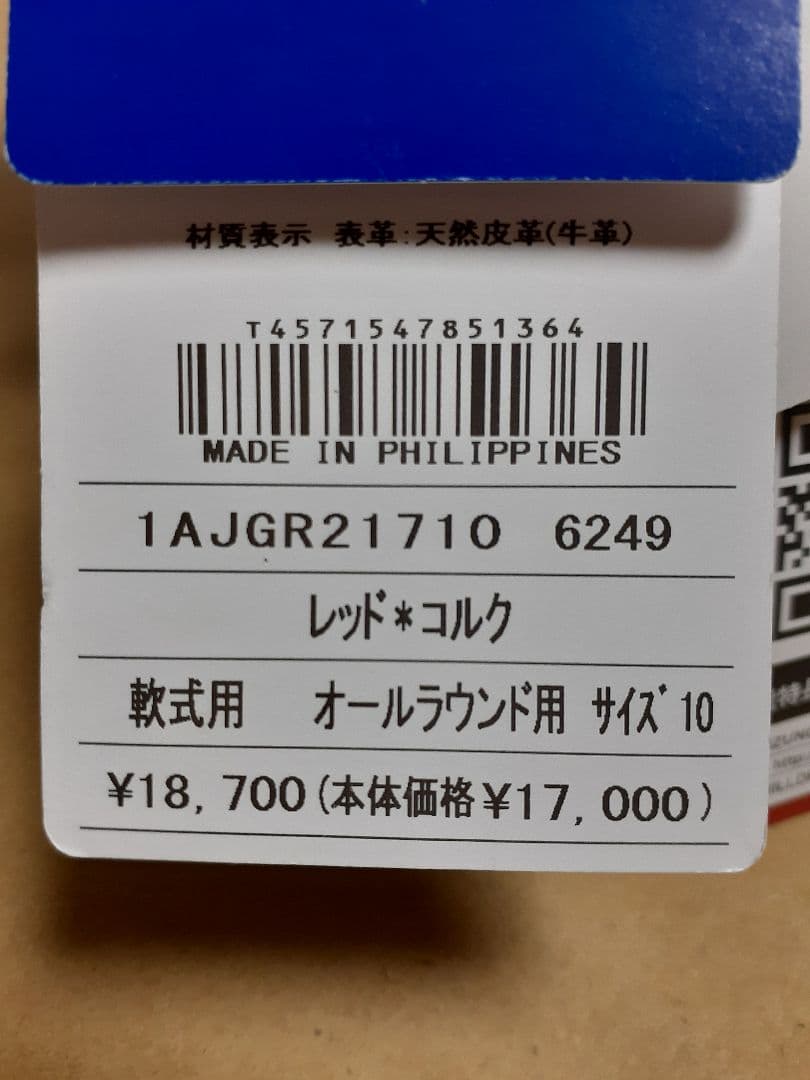 材質表示 表革:天然皮革(牛革)
T4571547851364
MADE IN PHILIPPINES
1AJGR21710 6249
レッド*コルク
軟式用 オールラウンド用 サイズ10
¥18,700(本体価格¥17,000)